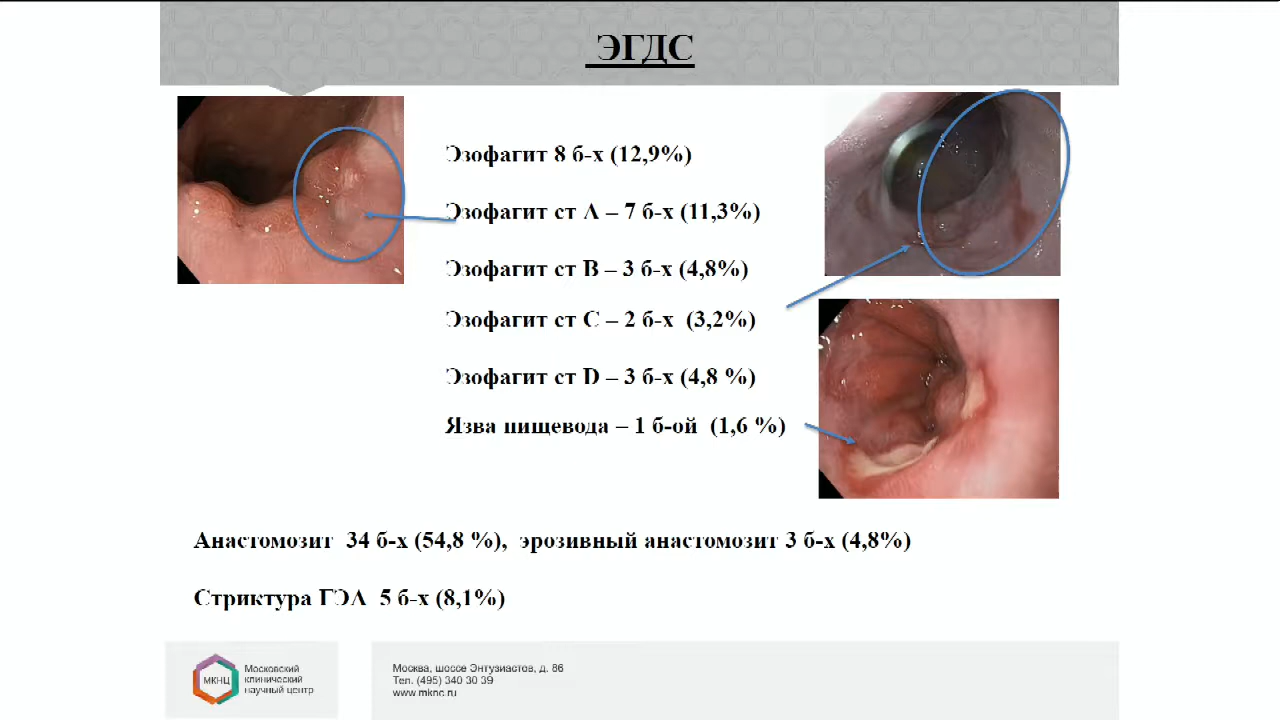 ЭГДС
Эзофагит 8 б-х (12,9%)
Эзофагит ст А – 7 б-х (11,3%)
Эзофагит ст В – 3 б-х (4,8%)
Эзофагит ст С – 2 б-х (3,2%)
Эзофагит ст D – 3 б-х (4,8 %)
Язва пищевода – 1 б-ой (1,6 %)
Анастомозит 34 б-х (54,8 %), эрозивный анастомозит 3 б-х (4,8%)
Стриктура ГЭА 5 б-х (8,1%)
МКНЦ
Московский
клинический
научный центр
Москва, шоссе Энтузиастов, д. 86
Тел. (495) 340 30 39
www.mknc.ru